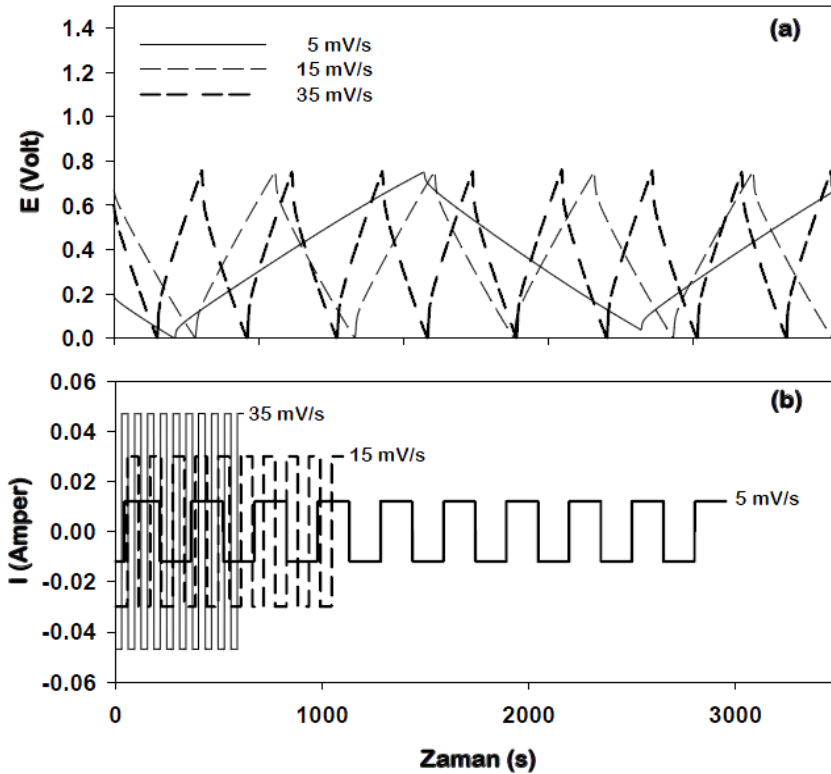 (a)
5 mV/s
15 mV/s
35 mV/s
E (Volt)
1.4
1.2
1.0
0.8
0.6
0.4
0.2
0.0
(b)
35 mV/s
15 mV/s
5 mV/s
I (Amper)
0.06
0.04
0.02
0.00
-0.02
-0.04
-0.06
0
1000
2000
3000
Zaman (s)